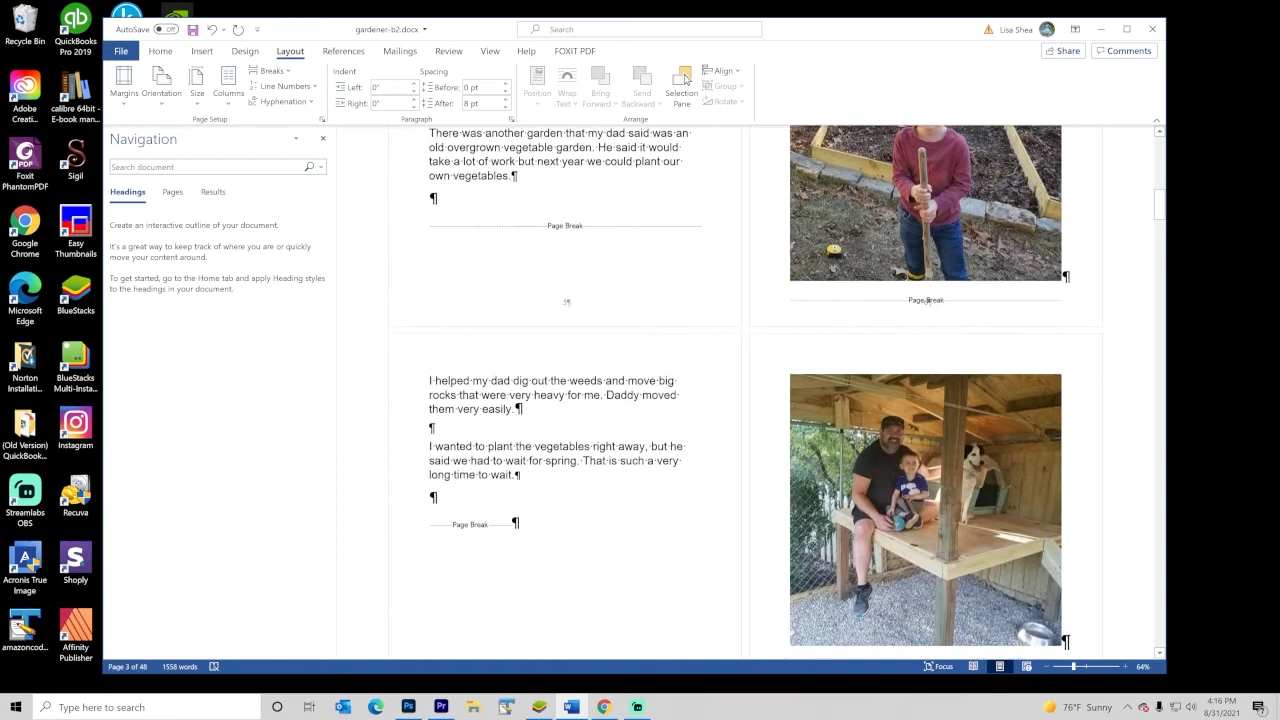 AutoSave Off
gardener-b2.docx
Search
Lisa Shea
File Home Insert Design Layout References Mailings Review View Help FOXIT PDF
Share Comments
Margins Orientation Size Columns
Breaks
Line Numbers
Hyphenation
Page Setup
Indent Spacing
Left: 0" Before: 0 pt
Right: 0" After: 8 pt
Paragraph
Position Wrap Text Bring Forward Send Backward Selection Pane
Align
Group
Rotate
Arrange
Navigation
Search document
Headings Pages Results
Create an interactive outline of your document.
It's a great way to keep track of where you are or quickly
move your content around.
To get started, go to the Home tab and apply Heading styles
to the headings in your document.
There·was·another·garden·that·my·dad·said·was·an·
old·overgrown·vegetable·garden.·He·said·it·would·
take·a·lot·of·work·but·next·year·we·could·plant·our·
own·vegetables.¶
¶
Page Break
5¶
¶
Page Break
I·helped·my·dad·dig·out·the·weeds·and·move·big·
rocks·that·were·very·heavy·for·me.·Daddy·moved·
them·very·easily.¶
¶
I·wanted·to·plant·the·vegetables·right·away,·but·he·
said·we·had·to·wait·for·spring.·That·is·such·a·very·
long·time·to·wait.¶
¶
Page Break ¶
¶
Page 3 of 48 1558 words
Focus
64%
Recycle Bin
QuickBooks
Pro 2019
Adobe
Creati...
calibre 64bit -
E-book man...
Foxit
PhantomPDF
Sigil
Google
Chrome
Easy
Thumbnails
Microsoft
Edge
BlueStacks
Norton
Installati...
BlueStacks
Multi-Insta...
(Old Version)
QuickBook...
Instagram
Streamlabs
OBS
Recuva
Acronis True
Image
Shoply
amazoncod...
Affinity
Publisher
Type here to search
76°F Sunny
4:16 PM
8/31/2021